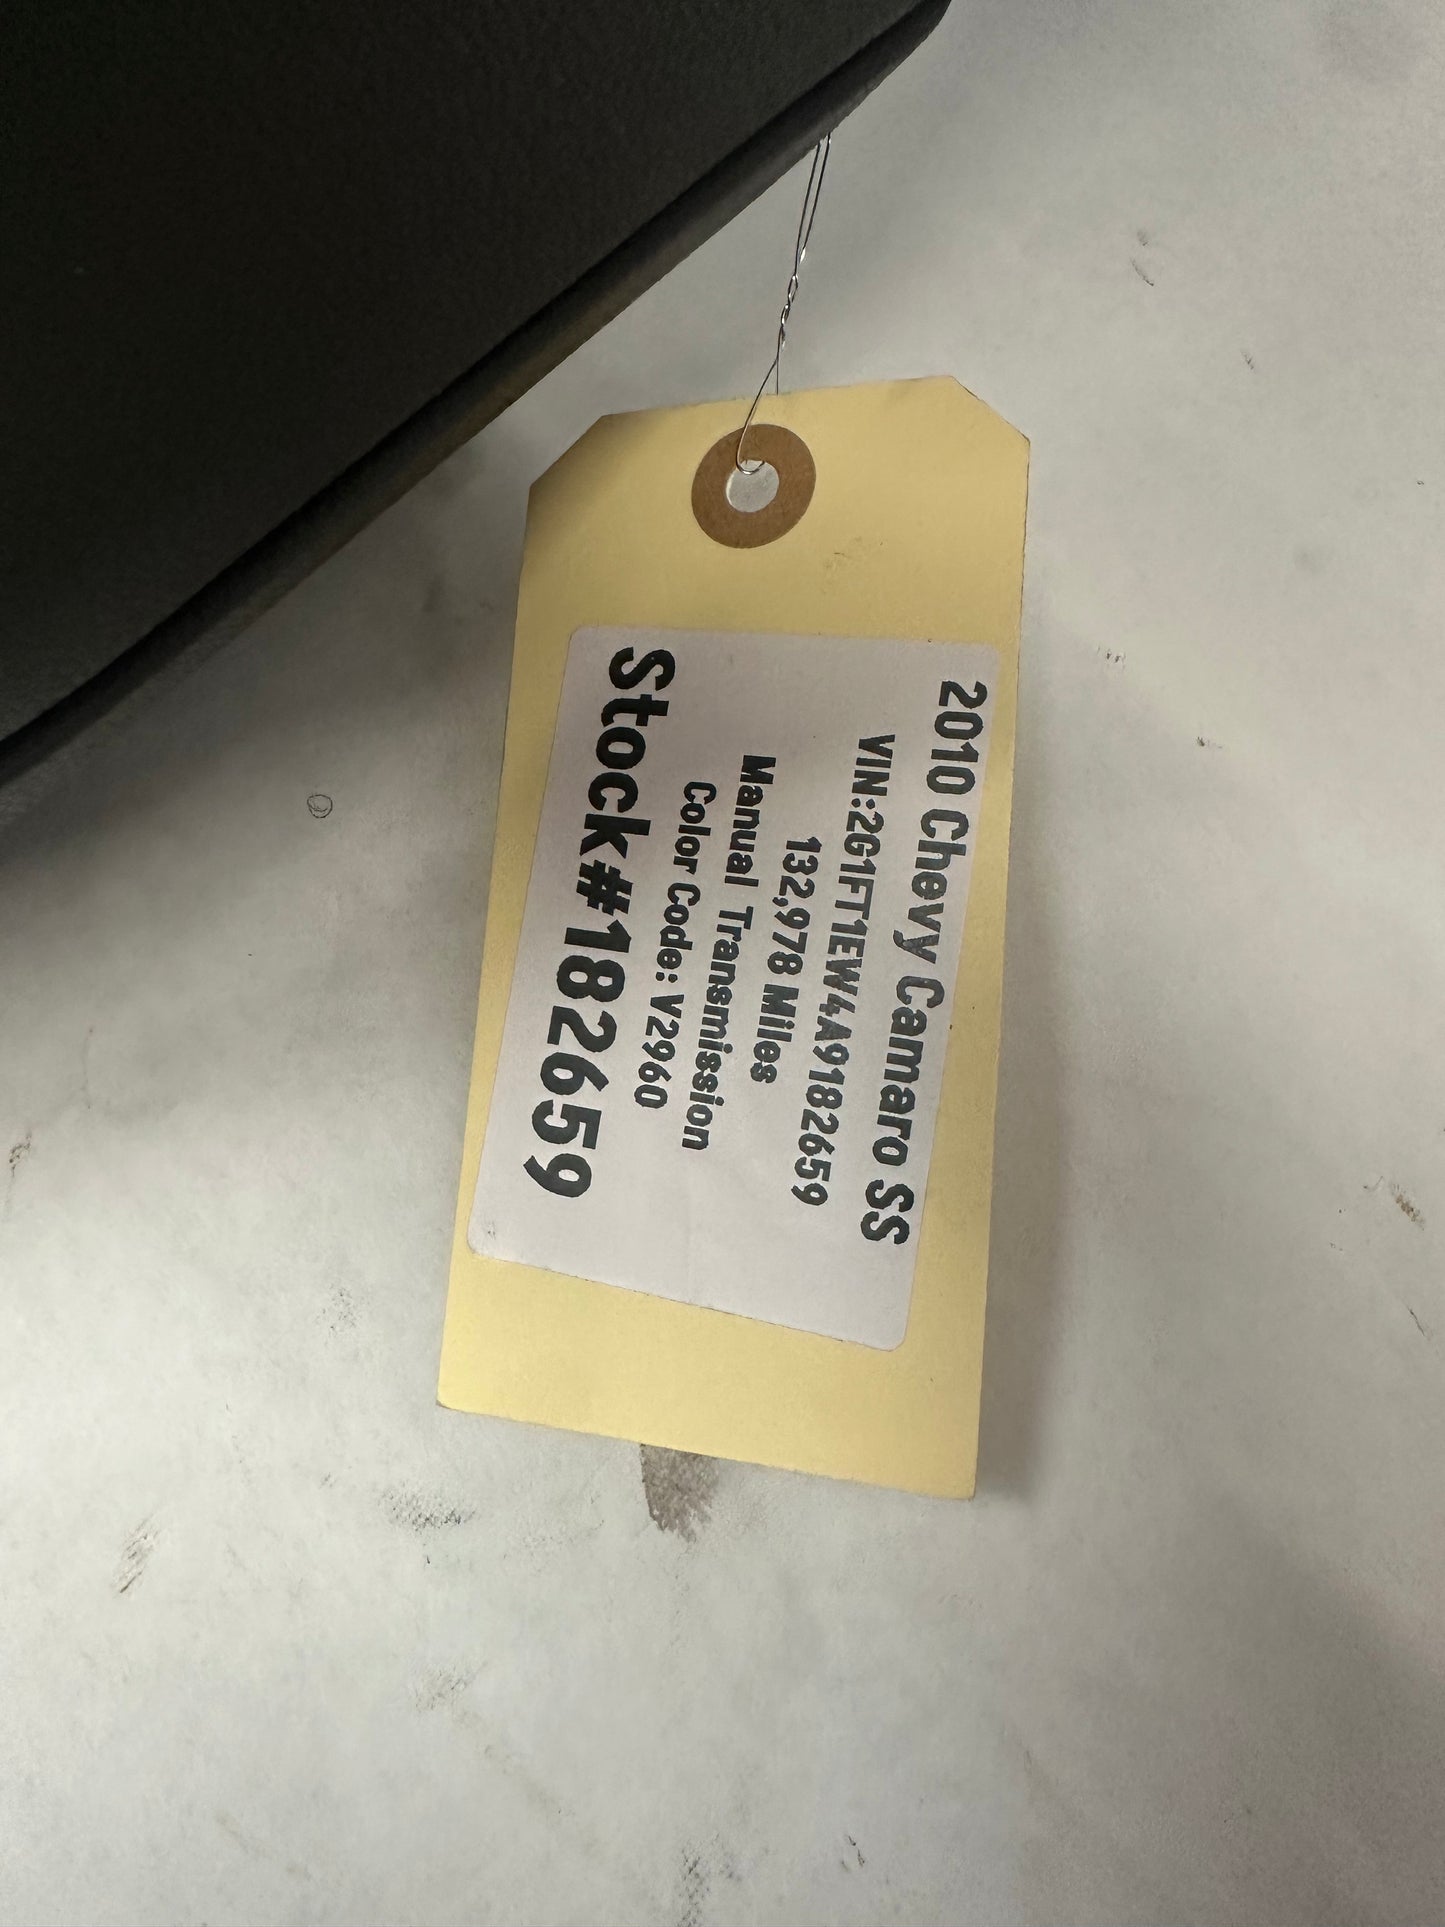 2010 Chevy Camaro SS
VIN:2G1FT1EW4A9182659
132,978 Miles
Manual Transmission
Color Code: V2960
Stock#182659